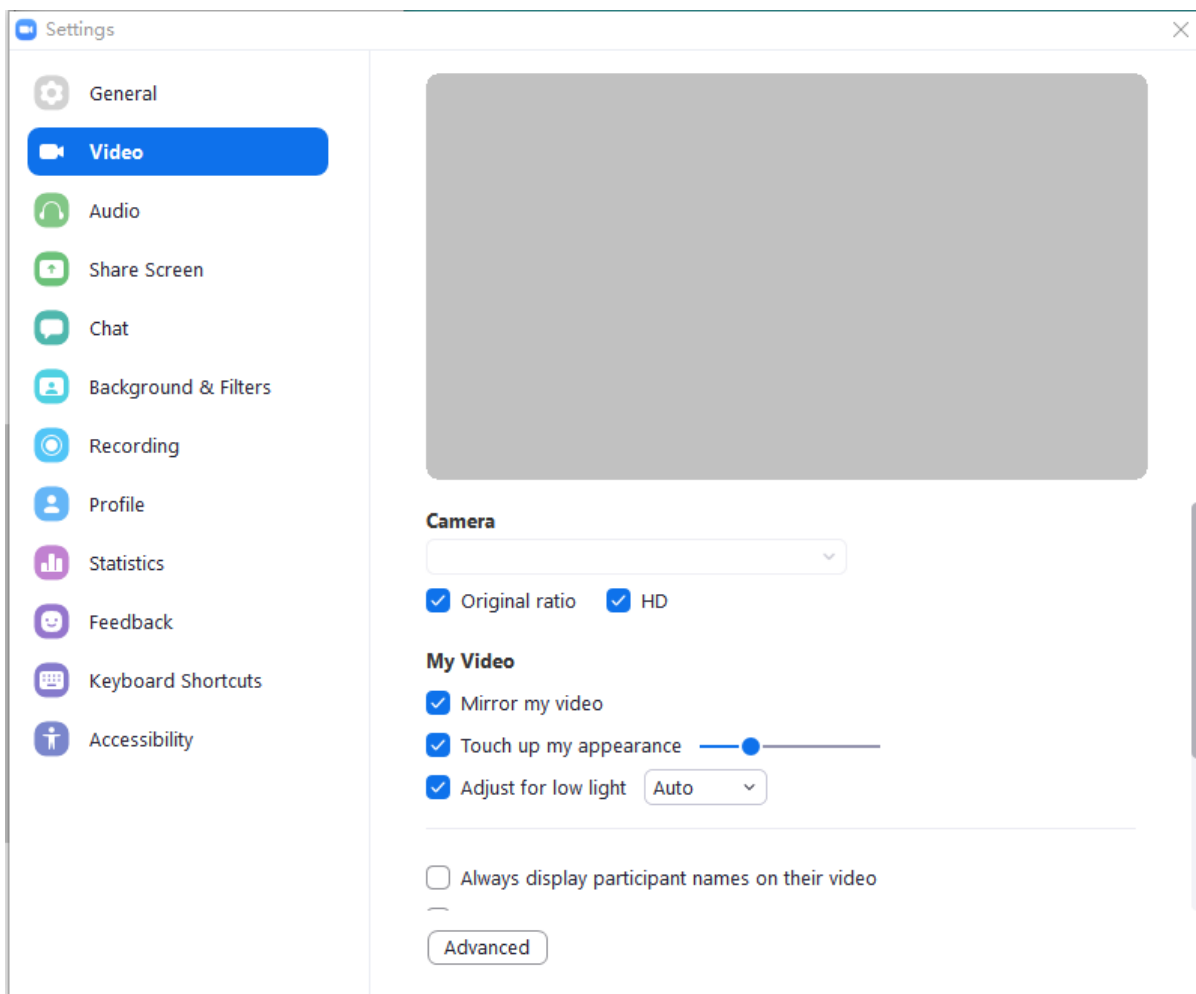 Settings
General
Video
Audio
Share Screen
Chat
Background & Filters
Recording
Profile
Statistics
Feedback
Keyboard Shortcuts
Accessibility
Camera
Original ratio HD
My Video
Mirror my video
Touch up my appearance
Adjust for low light Auto
Always display participant names on their video
Advanced